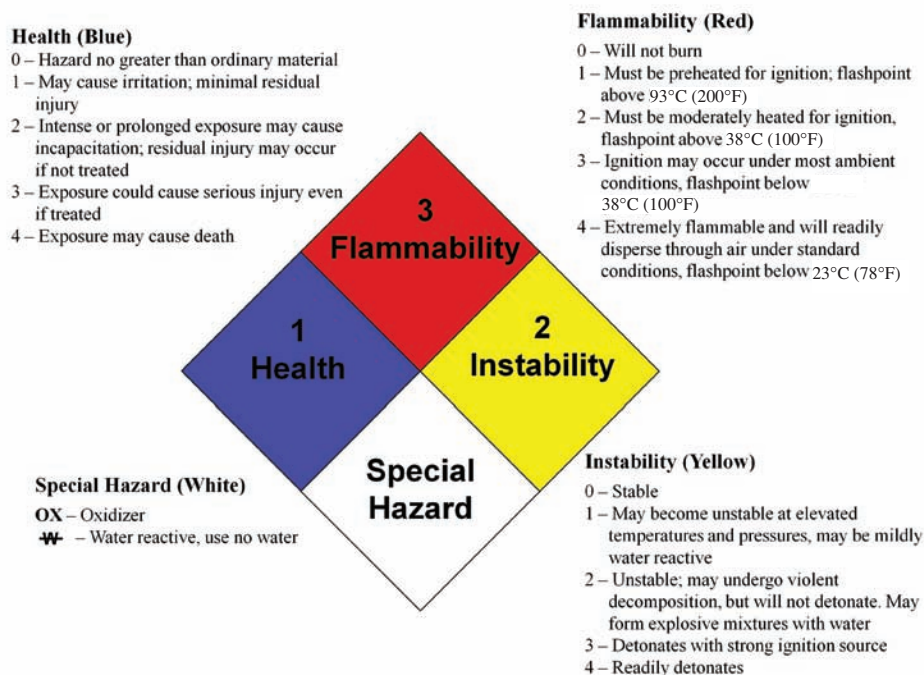 Health (Blue)
0 – Hazard no greater than ordinary material
1 – May cause irritation; minimal residual
injury
2 – Intense or prolonged exposure may cause
incapacitation; residual injury may occur
if not treated
3 – Exposure could cause serious injury even
if treated
4 – Exposure may cause death
Flammability (Red)
0 – Will not burn
1 – Must be preheated for ignition; flashpoint
above 93°C (200°F)
2 – Must be moderately heated for ignition,
flashpoint above 38°C (100°F)
3 – Ignition may occur under most ambient
conditions, flashpoint below
38°C (100°F)
4 – Extremely flammable and will readily
disperse through air under standard
conditions, flashpoint below 23°C (78°F)
3
Flammability
1
Health
2
Instability
Special
Hazard
Special Hazard (White)
OX – Oxidizer
W – Water reactive, use no water
Instability (Yellow)
0 – Stable
1 – May become unstable at elevated
temperatures and pressures, may be mildly
water reactive
2 – Unstable; may undergo violent
decomposition, but will not detonate. May
form explosive mixtures with water
3 – Detonates with strong ignition source
4 – Readily detonates